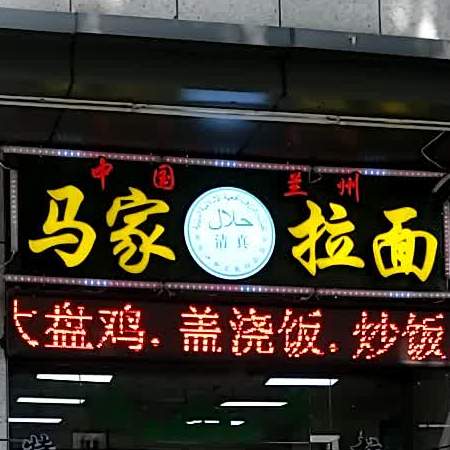 中国兰州
马家拉面
حلال
清真
大盘鸡.盖浇饭.炒饭